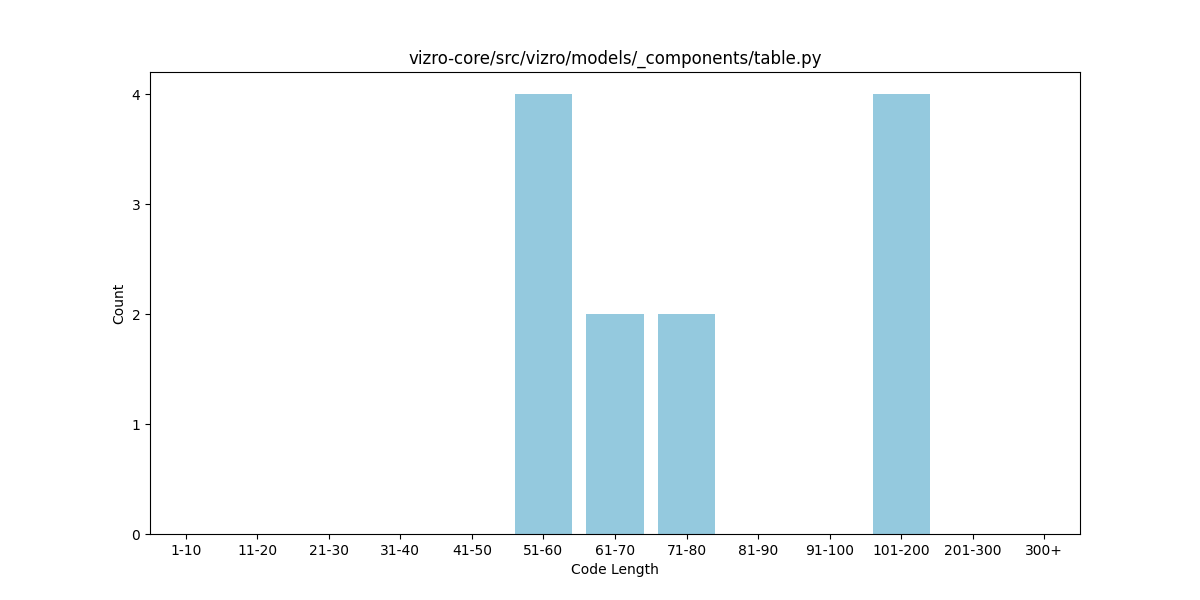 vizro-core/src/vizro/models/_components/table.py
4
3
2
1
0
Count
1-10 11-20 21-30 31-40 41-50 51-60 61-70 71-80 81-90 91-100 101-200 201-300 300+
Code Length